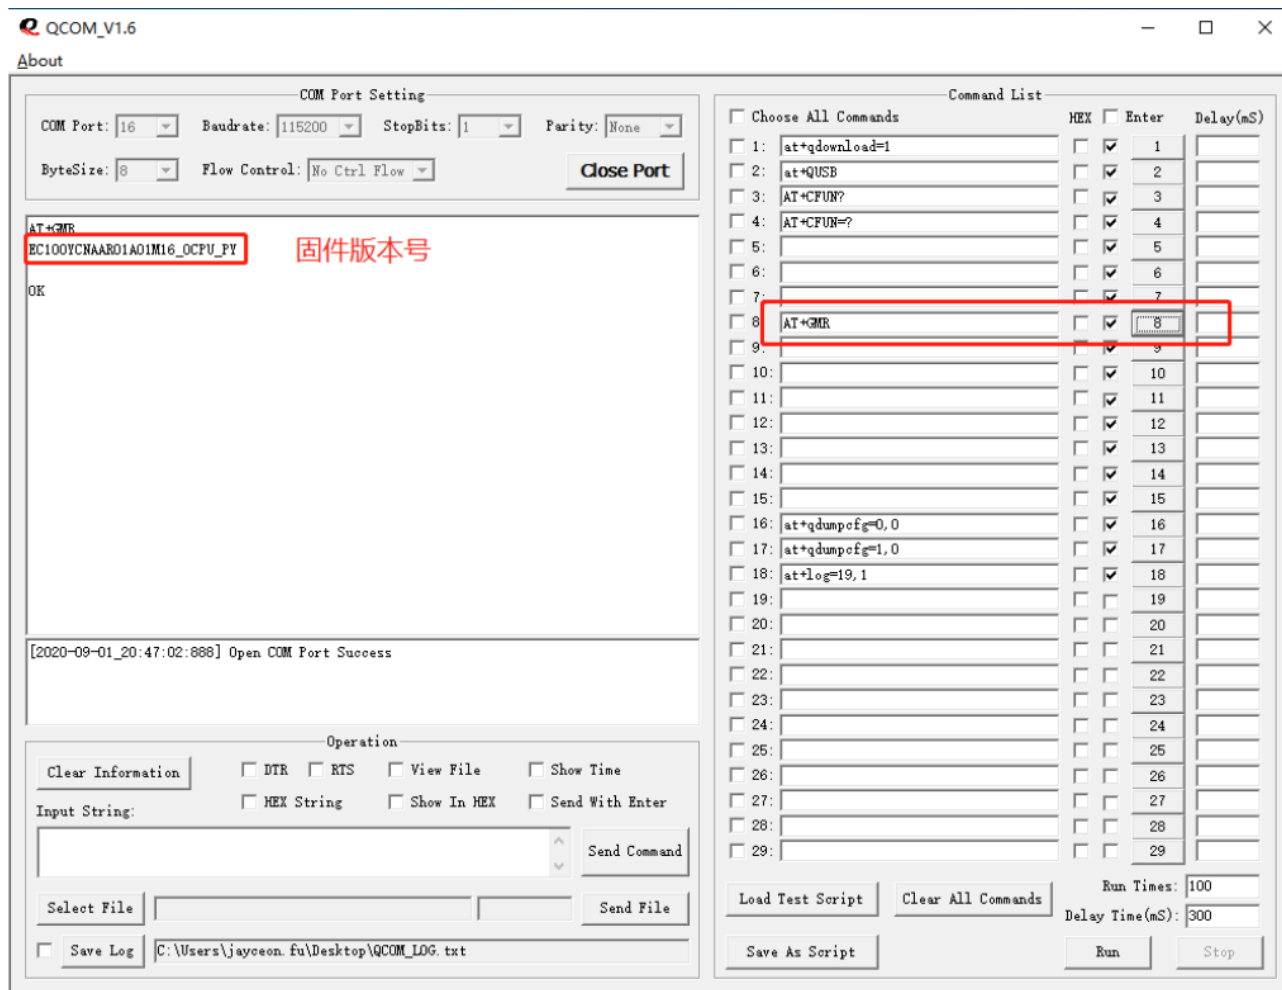 QCOM_V1.6
About
COM Port Setting
COM Port: 16 Baudrate: 115200 StopBits: 1 Parity: None
ByteSize: 8 Flow Control: No Ctrl Flow Close Port
AT+GMR
EC100YCNAAR01A01M16_OCPU_PY 固件版本号
OK
[2020-09-01_20:47:02:888] Open COM Port Success
Operation
Clear Information DTR RTS View File Show Time
HEX String Show In HEX Send With Enter
Input String:
Send Command
Select File Send File
Save Log C:\Users\jayceon.fu\Desktop\QCOM_LOG.txt
Command List
Choose All Commands HEX Enter Delay(mS)
1: at+qdownload=1 1
2: at+QUSB 2
3: AT+CFUN? 3
4: AT+CFUN=? 4
5: 5
6: 6
7: 7
8 AT+GMR 8
9: 9
10: 10
11: 11
12: 12
13: 13
14: 14
15: 15
16: at+qdumpcfg=0,0 16
17: at+qdumpcfg=1,0 17
18: at+log=19,1 18
19: 19
20: 20
21: 21
22: 22
23: 23
24: 24
25: 25
26: 26
27: 27
28: 28
29: 29
Load Test Script Clear All Commands Run Times: 100
Delay Time(mS): 300
Save As Script Run Stop